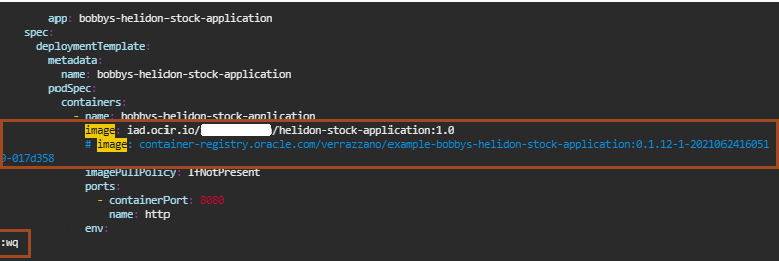 app: bobbys-helidon-stock-application
spec:
deploymentTemplate:
metadata:
name: bobbys-helidon-stock-application
podSpec:
containers:
- name: bobbys-helidon-stock-application
image: iad.ocir.io/ /helidon-stock-application:1.0
# image: container-registry.oracle.com/verrazzano/example-bobbys-helidon-stock-application:0.1.12-1-2021062416051
9-017d358
imagePullPolicy: IfNotPresent
ports:
- containerPort: 8080
name: http
env:
:wq